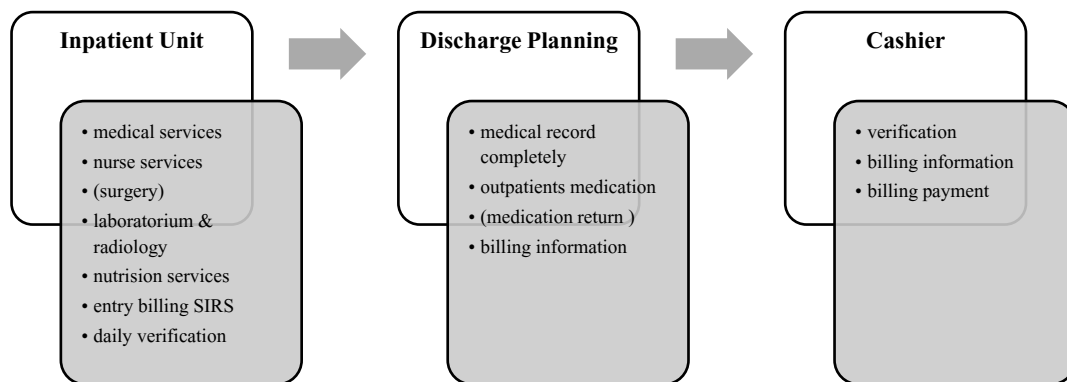 Inpatient Unit
• medical services
• nurse services
• (surgery)
• laboratorium &
radiology
• nutrision services
• entry billing SIRS
• daily verification
Discharge Planning
• medical record
completely
• outpatients medication
• (medication return )
• billing information
Cashier
• verification
• billing information
• billing payment